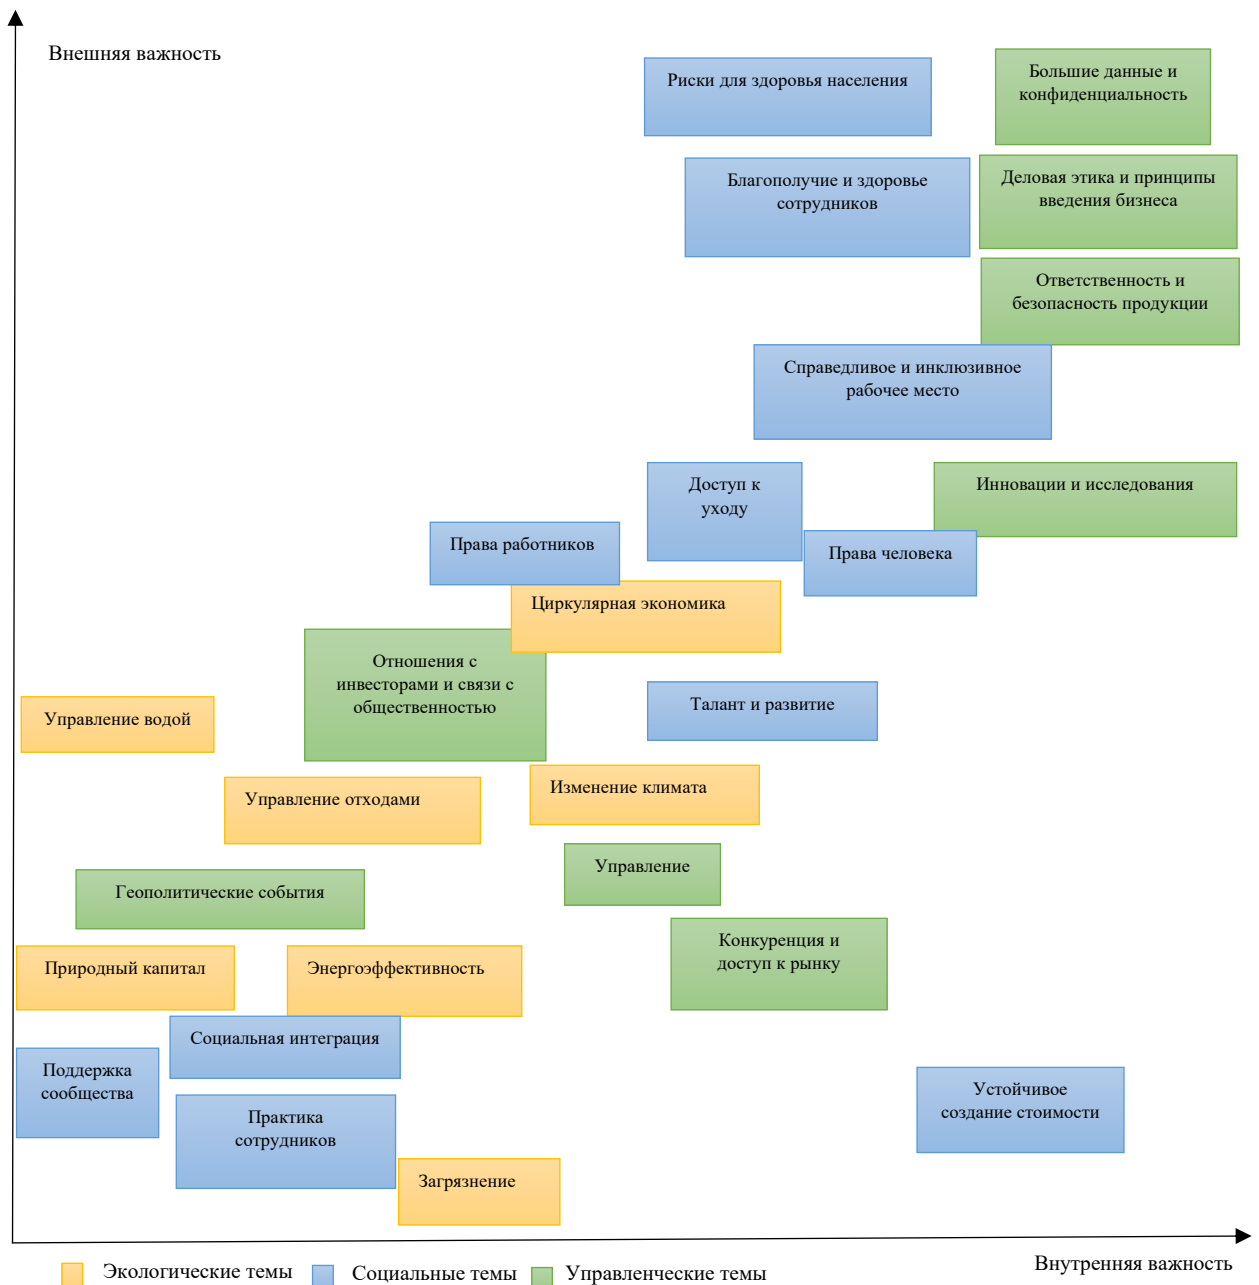 Внешняя важность
Риски для здоровья населения
Большие данные и
конфиденциальность
Благополучие и здоровье
сотрудников
Деловая этика и принципы
введения бизнеса
Ответственность и
безопасность продукции
Справедливое и инклюзивное
рабочее место
Доступ к
уходу
Инновации и исследования
Права работников
Права человека
Циркулярная экономика
Отношения с
инвесторами и связи с
общественностью
Управление водой
Талант и развитие
Управление отходами
Изменение климата
Управление
Геополитические события
Конкуренция и
доступ к рынку
Природный капитал
Энергоэффективность
Социальная интеграция
Поддержка
сообщества
Устойчивое
создание стоимости
Практика
сотрудников
Загрязнение
Внутренняя важность
Экологические темы
Социальные темы
Управленческие темы